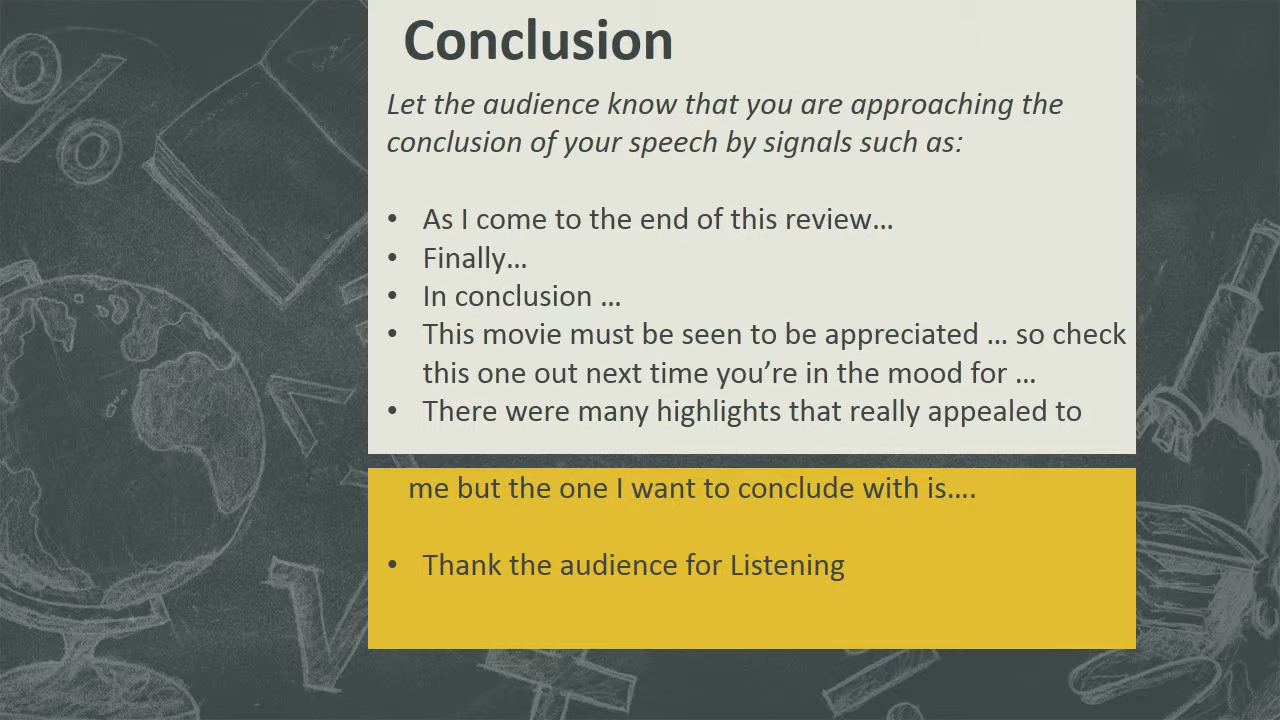 Conclusion
Let the audience know that you are approaching the
conclusion of your speech by signals such as:
• As I come to the end of this review…
• Finally…
• In conclusion …
• This movie must be seen to be appreciated … so check
this one out next time you’re in the mood for …
• There were many highlights that really appealed to
me but the one I want to conclude with is….
• Thank the audience for Listening